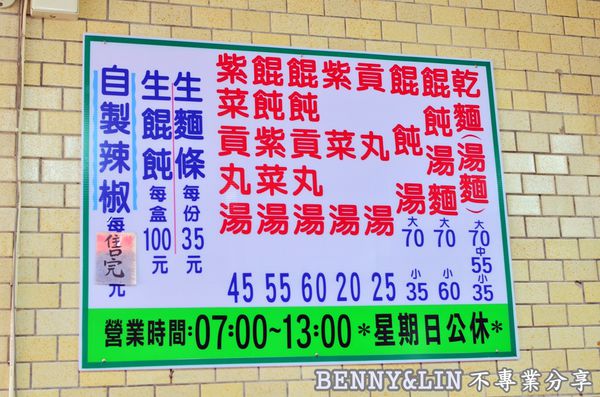 乾麵(湯麵) 大70 中55 小35
餛飩湯麵 大70 小60
餛飩湯 大70 小35
貢丸湯 25
紫菜湯 20
餛飩貢丸湯 60
餛飩紫菜湯 55
紫菜貢丸湯 45
生麵條 每份35元
生餛飩 每盒100元
自製辣椒 每 售完 元
營業時間:07:00~13:00 *星期日公休*
BENNY&LIN 不專業分享